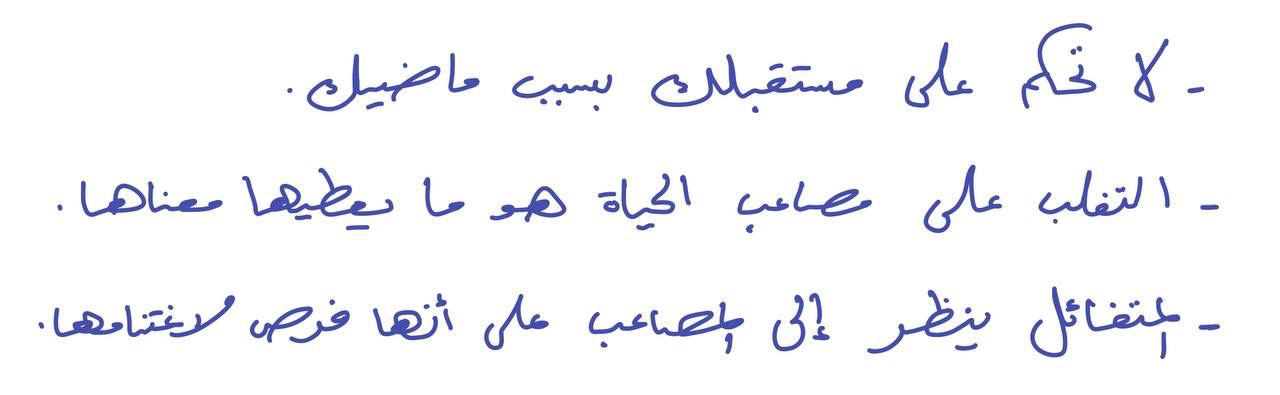 - لا تحكم على مستقبلك بسبب ماضيك.
- التغلب على مصاعب الحياة هو ما يعطيها معناها.
- المتفائل ينظر إلى المصاعب على أنها فرص لاغتنامها.